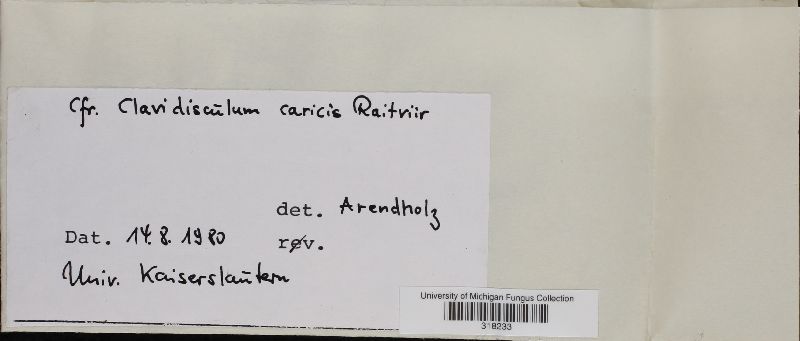 Cfr. Clavidisculum caricis Raitviir
det. Arendholz
Dat. 14.8.1980 rev.
Univ. Kaiserslautern
University of Michigan Fungus Collection
318233